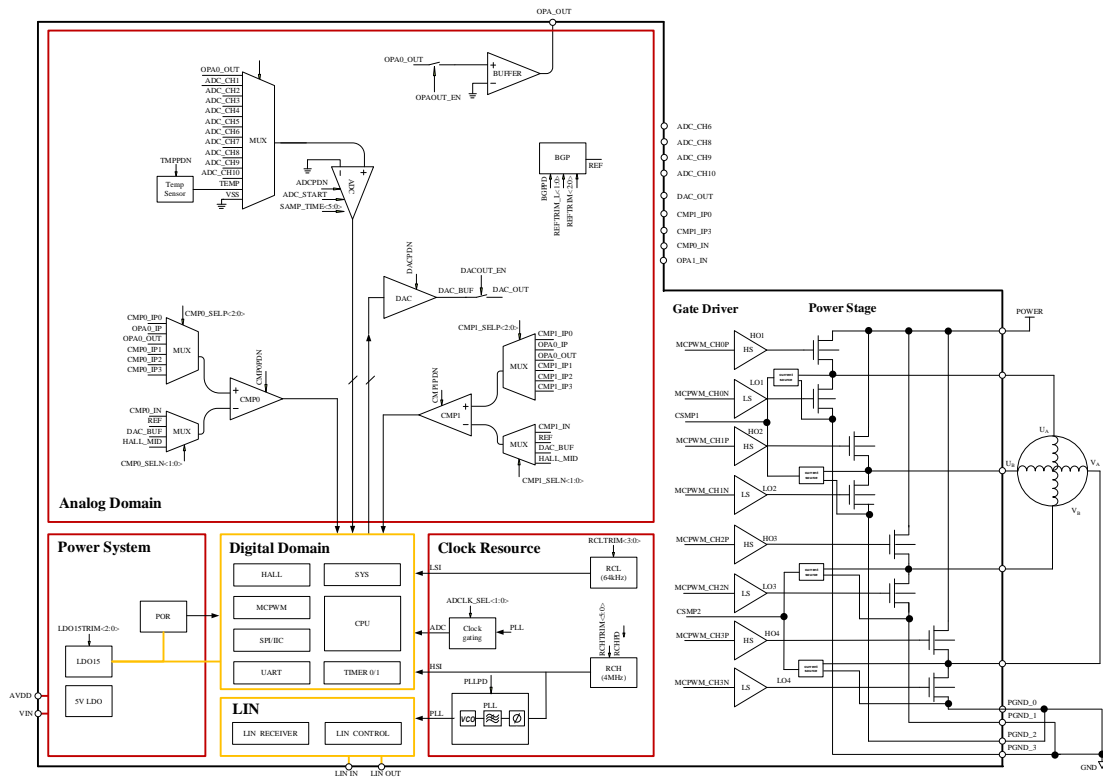 OPA_OUT
OPA0_OUT
BUFFER
OPAOUT_EN
OPA0_OUT
ADC_CH1
ADC_CH2
ADC_CH3
ADC_CH4
ADC_CH5
ADC_CH6
ADC_CH7
ADC_CH8
ADC_CH9
ADC_CH10
TEMP
VSS
MUX
TMPPDN
Temp
Sensor
ADC
ADCPDN
ADC_START
SAMP_TIME<5:0>
BGP
REF
BGPPD
REFTRIM_L<1:0>
REFTRIM<2:0>
ADC_CH6
ADC_CH8
ADC_CH9
ADC_CH10
DAC_OUT
CMP1_IP0
CMP1_IP3
CMP0_IN
OPA1_IN
DACPDN
DAC
DAC_BUF
DACOUT_EN
DAC_OUT
CMP0_SELP<2:0>
CMP0_IP0
OPA0_IP
OPA0_OUT
CMP0_IP1
CMP0_IP2
CMP0_IP3
MUX
CMP0PDN
CMP0
CMP0_IN
REF
DAC_BUF
HALL_MID
MUX
CMP0_SELN<1:0>
CMP1_SELP<2:0>
CMP1_IP0
OPA0_IP
OPA0_OUT
CMP1_IP1
CMP1_IP2
CMP1_IP3
MUX
CMP1PDN
CMP1
CMP1_IN
REF
DAC_BUF
HALL_MID
MUX
CMP1_SELN<1:0>
Analog Domain
Gate Driver
Power Stage
POWER
MCPWM_CH0P
HS
HO1
MCPWM_CH0N
LS
LO1
current
source
CSMP1
MCPWM_CH1P
HS
HO2
current
source
MCPWM_CH1N
LS
LO2
MCPWM_CH2P
HS
HO3
current
source
MCPWM_CH2N
LS
LO3
CSMP2
MCPWM_CH3P
HS
HO4
current
source
MCPWM_CH3N
LS
LO4
UA
VA
UB
VB
PGND_0
PGND_1
PGND_2
PGND_3
GND
Power System
POR
LDO15TRIM<2:0>
LDO15
5V LDO
AVDD
VIN
Digital Domain
HALL
SYS
MCPWM
CPU
SPI/IIC
UART
TIMER 0/1
LIN
LIN RECEIVER
LIN CONTROL
LIN IN
LIN OUT
Clock Resource
RCLTRIM<3:0>
LSI
RCL
(64kHz)
ADCLK_SEL<1:0>
ADC
Clock
gating
PLL
RCHTRIM<5:0>
RCHPD
HSI
RCH
(4MHz)
PLLPD
PLL
PLL
VCO